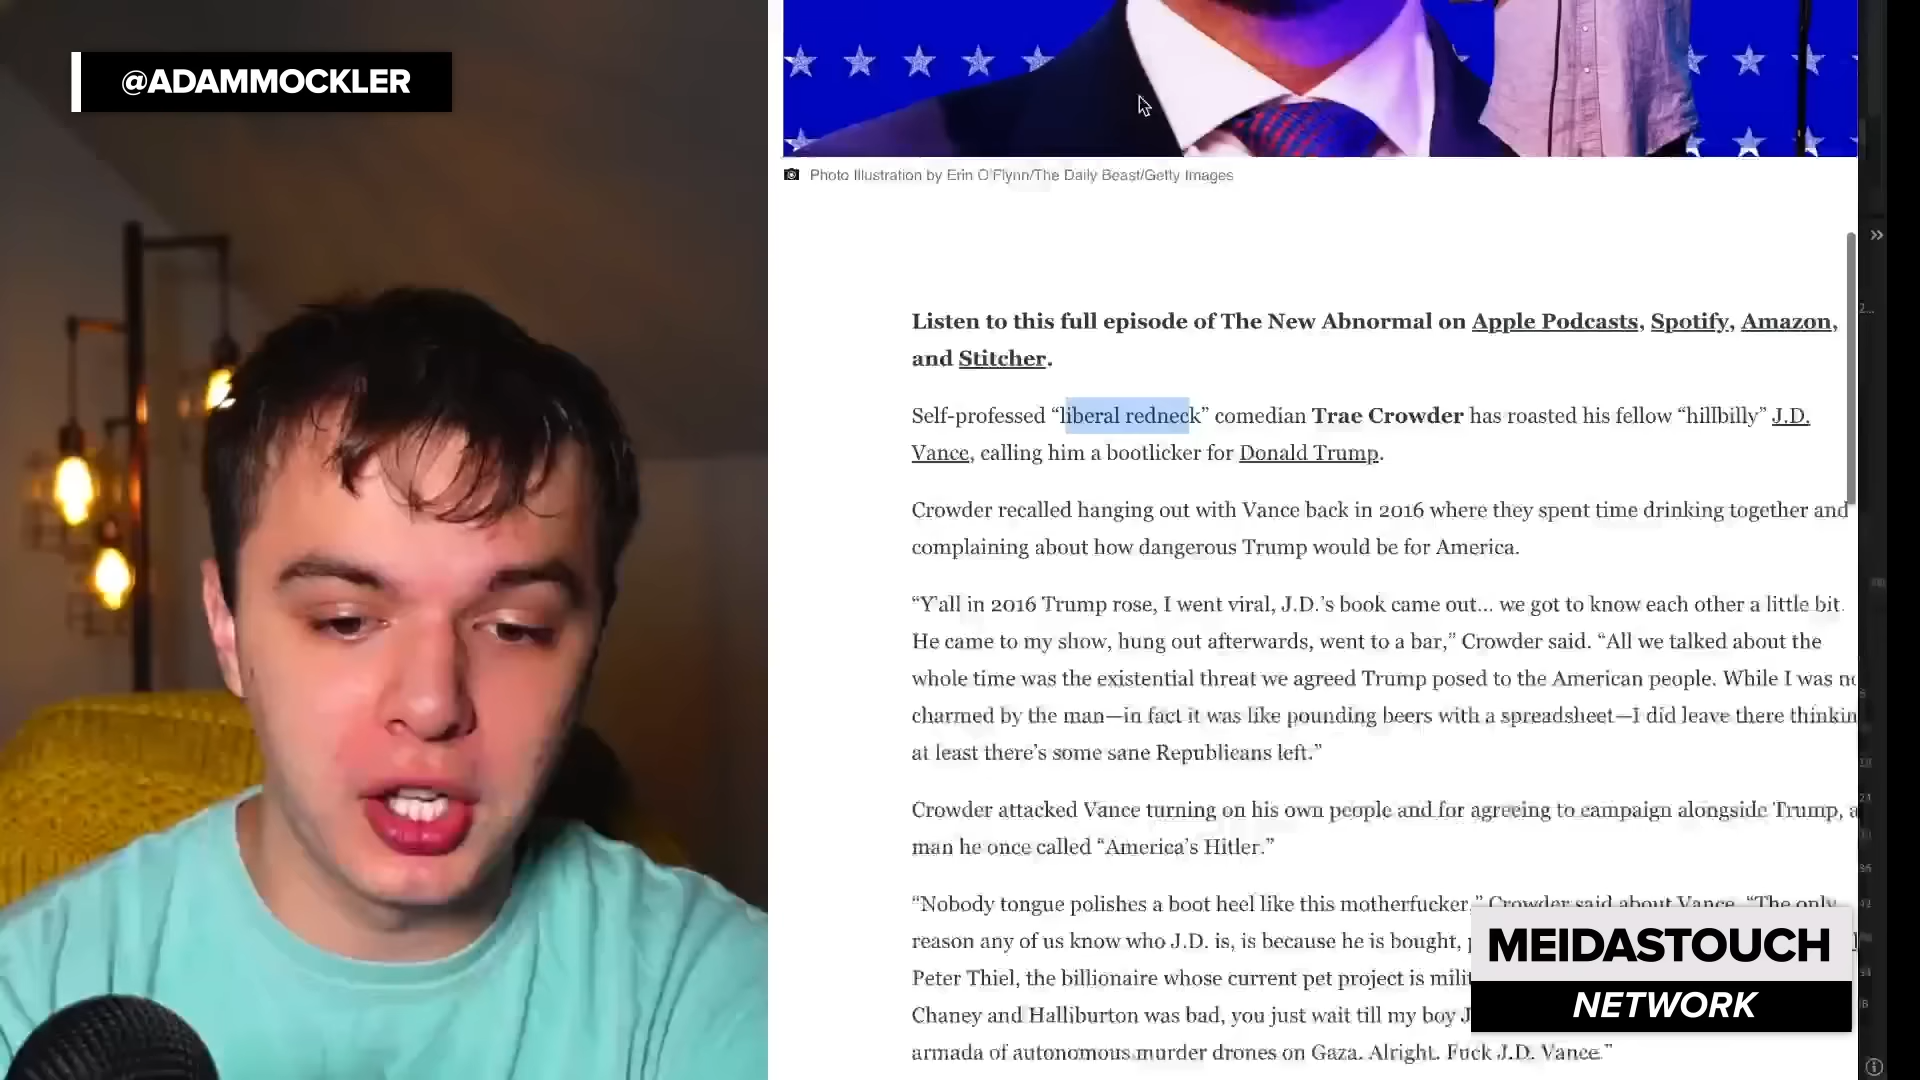 @ADAMMOCKLER
Photo Illustration by Erin O'Flynn/The Daily Beast/Getty Images
Listen to this full episode of The New Abnormal on Apple Podcasts, Spotify, Amazon,
and Stitcher.
Self-professed “liberal redneck” comedian Trae Crowder has roasted his fellow “hillbilly” J.D.
Vance, calling him a bootlicker for Donald Trump.
Crowder recalled hanging out with Vance back in 2016 where they spent time drinking together and
complaining about how dangerous Trump would be for America.
“Y'all in 2016 Trump rose, I went viral, J.D.'s book came out... we got to know each other a little bit.
He came to my show, hung out afterwards, went to a bar,” Crowder said. “All we talked about the
whole time was the existential threat we agreed Trump posed to the American people. While I was
charmed by the man—in fact it was like pounding beers with a spreadsheet—I did leave there
at least there's some sane Republicans left.”
Crowder attacked Vance turning on his own people and for agreeing to campaign alongside Trump, a
man he once called “America's Hitler.”
“Nobody tongue polishes a boot heel like this motherfucker,” Crowder said about Vance. “The only
reason any of us know who J.D. is, is because he is bought,
Peter Thiel, the billionaire whose current pet project is
Chaney and Halliburton was bad, you just wait till my boy
armada of autonomous murder drones on Gaza. Alright. Fuck J.D. Vance.”
MEIDASTOUCH
NETWORK